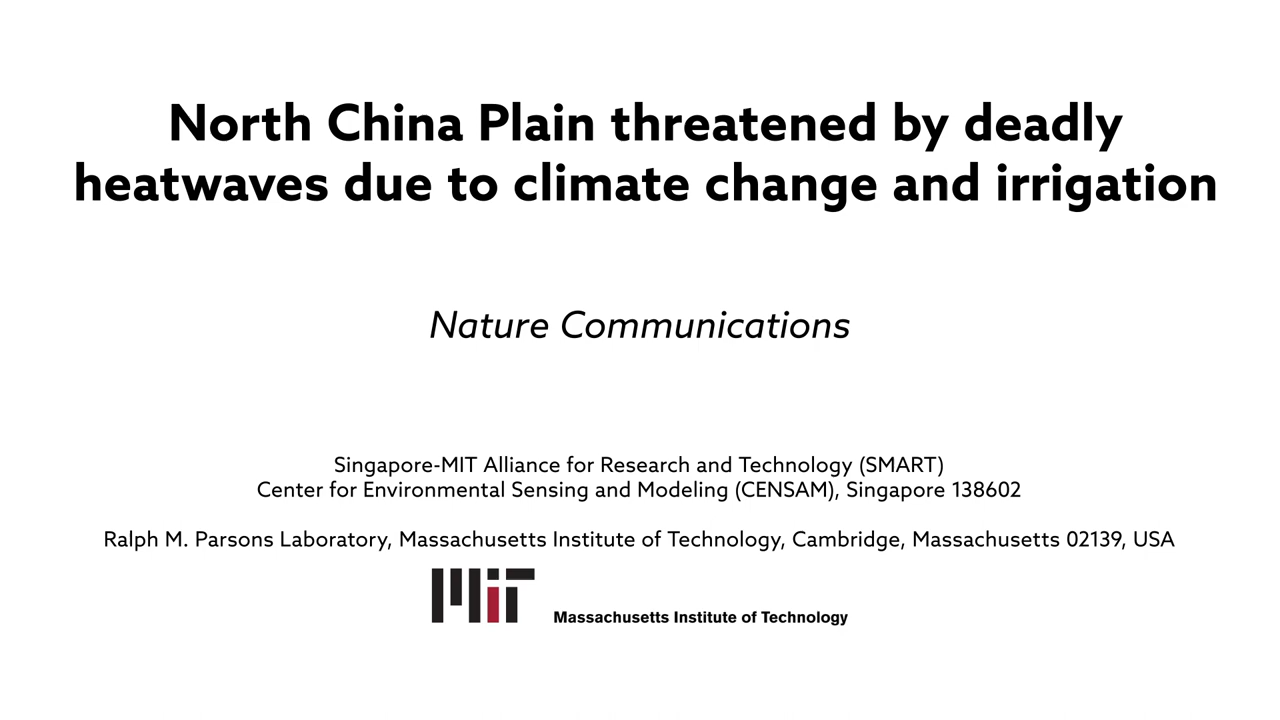 North China Plain threatened by deadly
heatwaves due to climate change and irrigation
Nature Communications
Singapore-MIT Alliance for Research and Technology (SMART)
Center for Environmental Sensing and Modeling (CENSAM), Singapore 138602
Ralph M. Parsons Laboratory, Massachusetts Institute of Technology, Cambridge, Massachusetts 02139, USA
MIT Massachusetts Institute of Technology